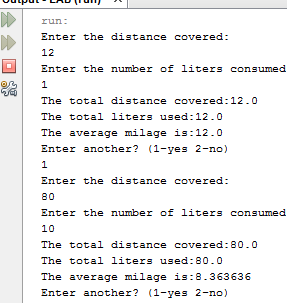 Output - LAB (run) ×
run:
Enter the distance covered:
12
Enter the number of liters consumed
1
The total distance covered:12.0
The total liters used:12.0
The average milage is:12.0
Enter another? (1-yes 2-no)
1
Enter the distance covered:
80
Enter the number of liters consumed
10
The total distance covered:80.0
The total liters used:80.0
The average milage is:8.363636
Enter another? (1-yes 2-no)